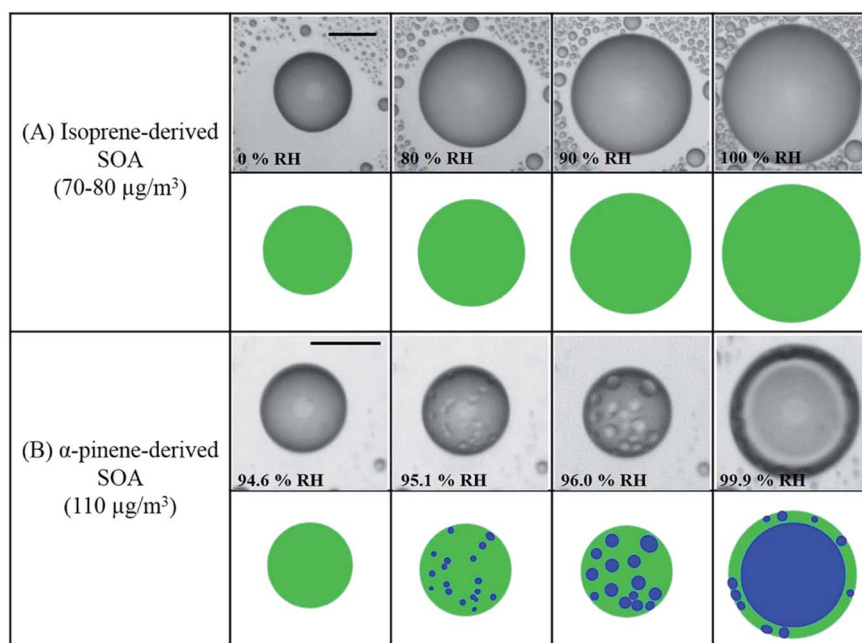 (A) Isoprene-derived
SOA
(70-80 µg/m³)
0 % RH
80 % RH
90 % RH
100 % RH
(B) α-pinene-derived
SOA
(110 µg/m³)
94.6 % RH
95.1 % RH
96.0 % RH
99.9 % RH